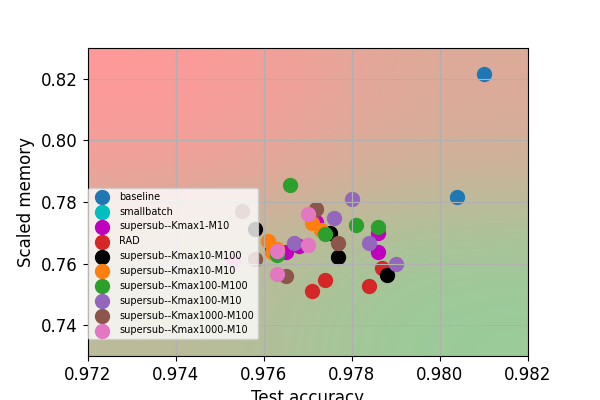 0.82
0.80
0.78
0.76
0.74
Scaled memory
baseline
smallbatch
supersub--Kmax1-M10
RAD
supersub--Kmax10-M100
supersub--Kmax10-M10
supersub--Kmax100-M100
supersub--Kmax100-M10
supersub--Kmax1000-M100
supersub--Kmax1000-M10
0.972 0.974 0.976 0.978 0.980 0.982
Test accuracy